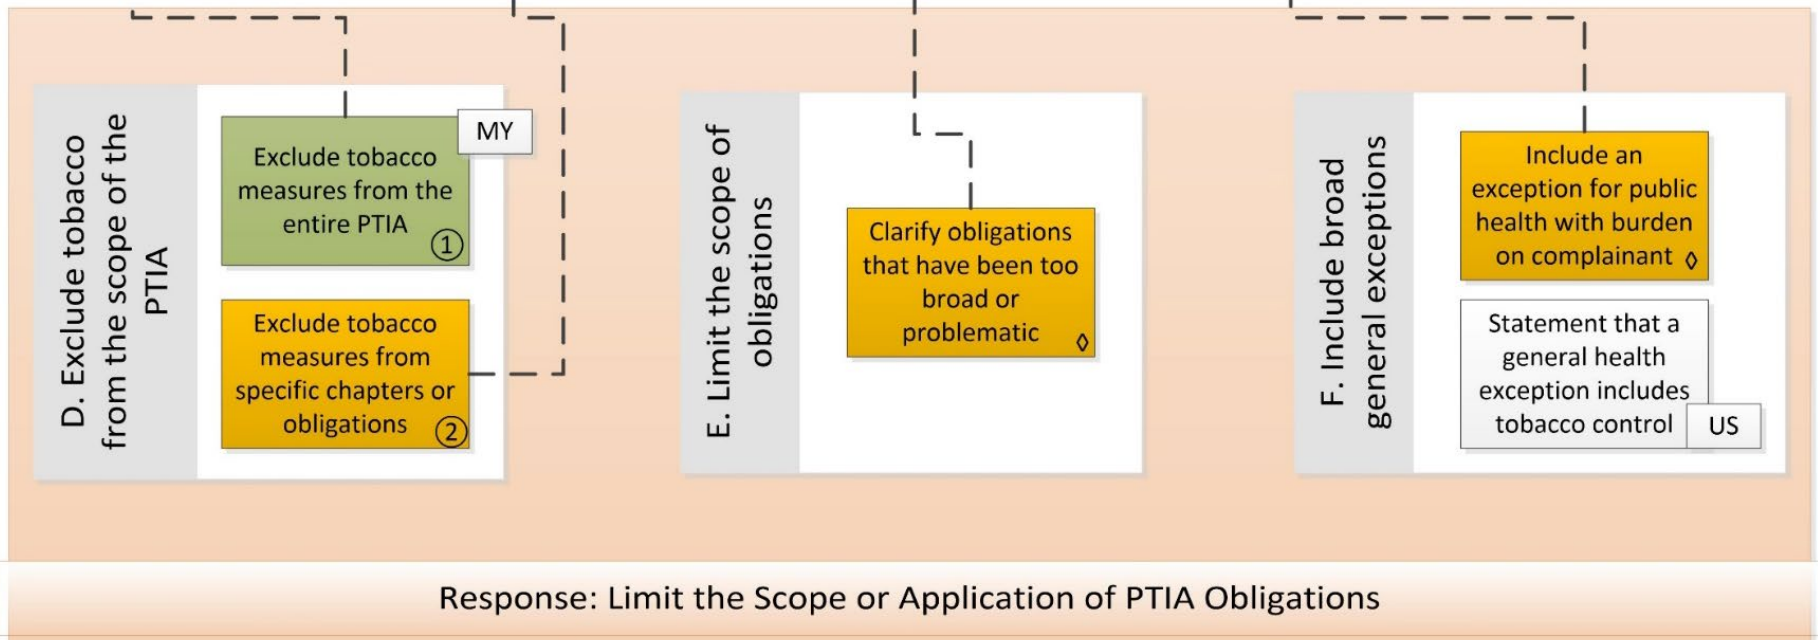 D. Exclude tobacco
from the scope of the
PTIA
Exclude tobacco
measures from the
entire PTIA
①
MY
Exclude tobacco
measures from
specific chapters or
obligations
②
E. Limit the scope of
obligations
Clarify obligations
that have been too
broad or
problematic
◊
F. Include broad
general exceptions
Include an
exception for public
health with burden
on complainant ◊
Statement that a
general health
exception includes
tobacco control
US
Response: Limit the Scope or Application of PTIA Obligations